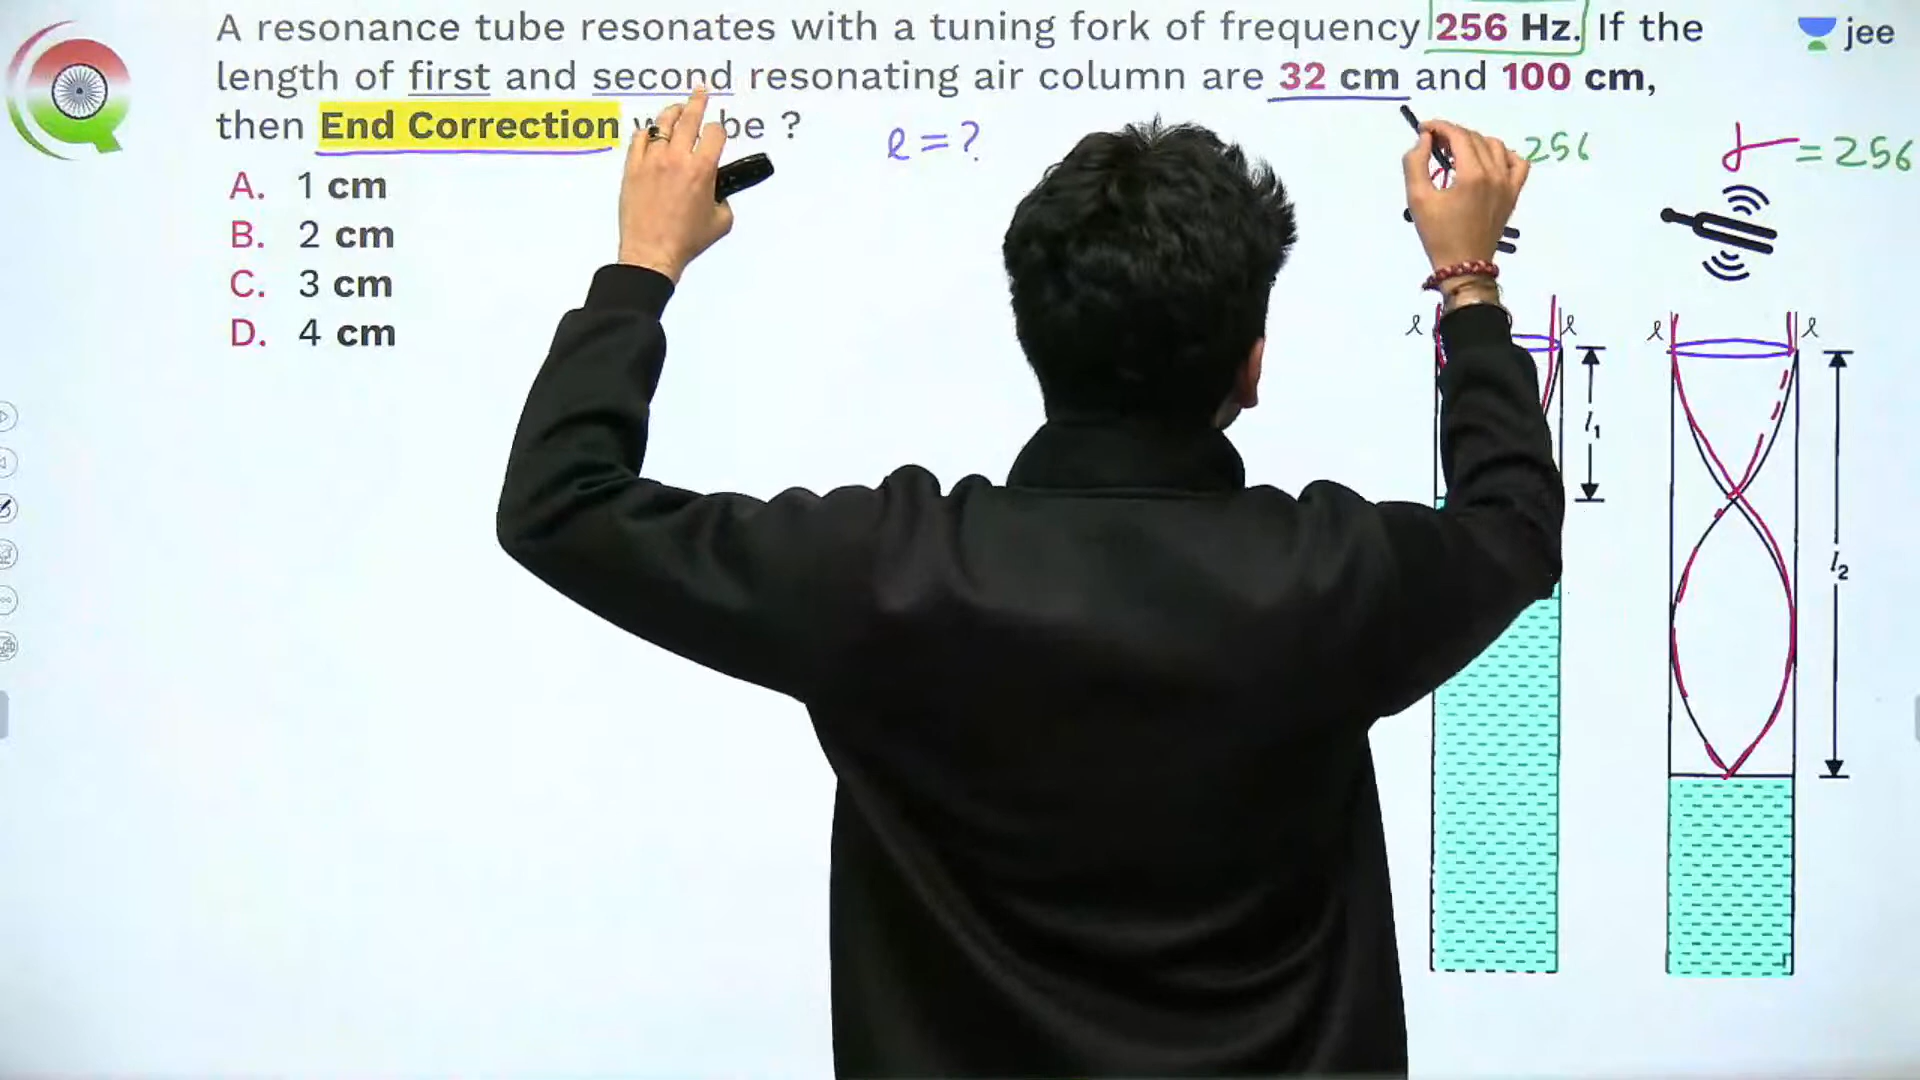 A resonance tube resonates with a tuning fork of frequency 256 Hz. If the
length of first and second resonating air column are 32 cm and 100 cm,
then End Correction be ?
jee
e = ?
256
= 256
A. 1 cm
B. 2 cm
C. 3 cm
D. 4 cm
e
e
e
e
l1
l2